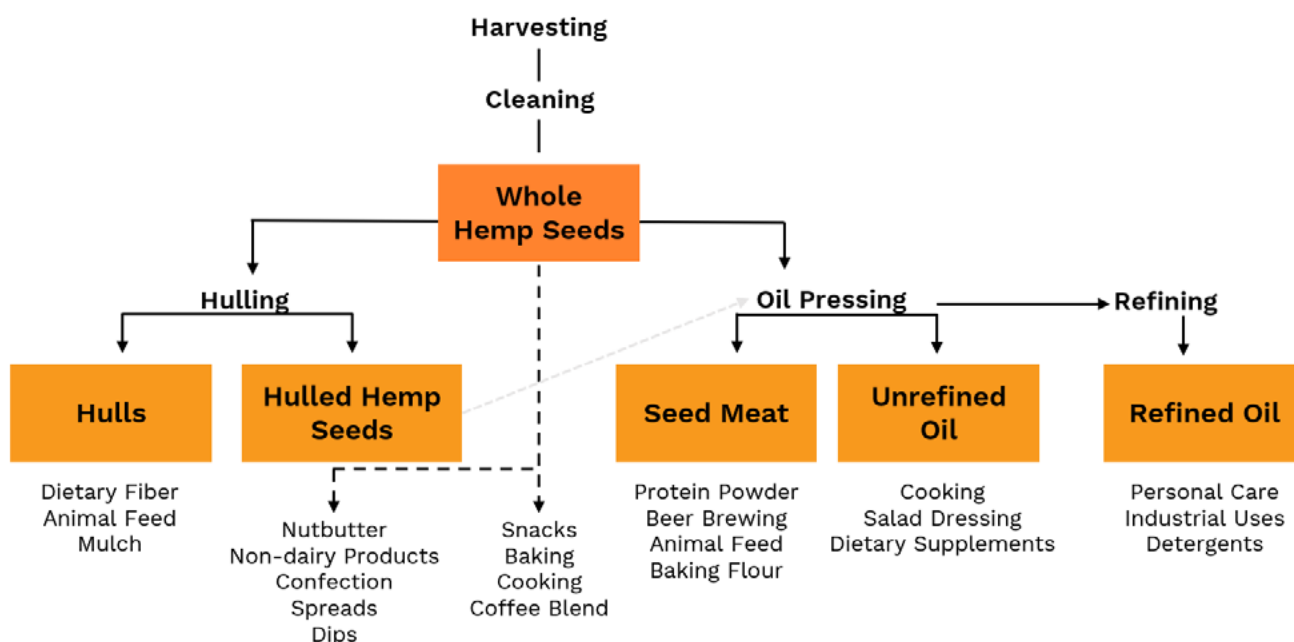 Harvesting
Cleaning
Whole
Hemp Seeds
Hulling
Oil Pressing
Refining
Hulls
Hulled Hemp
Seeds
Seed Meat
Unrefined
Oil
Refined Oil
Dietary Fiber
Animal Feed
Mulch
Nutbutter
Non-dairy Products
Confection
Spreads
Dips
Snacks
Baking
Cooking
Coffee Blend
Protein Powder
Beer Brewing
Animal Feed
Baking Flour
Cooking
Salad Dressing
Dietary Supplements
Personal Care
Industrial Uses
Detergents